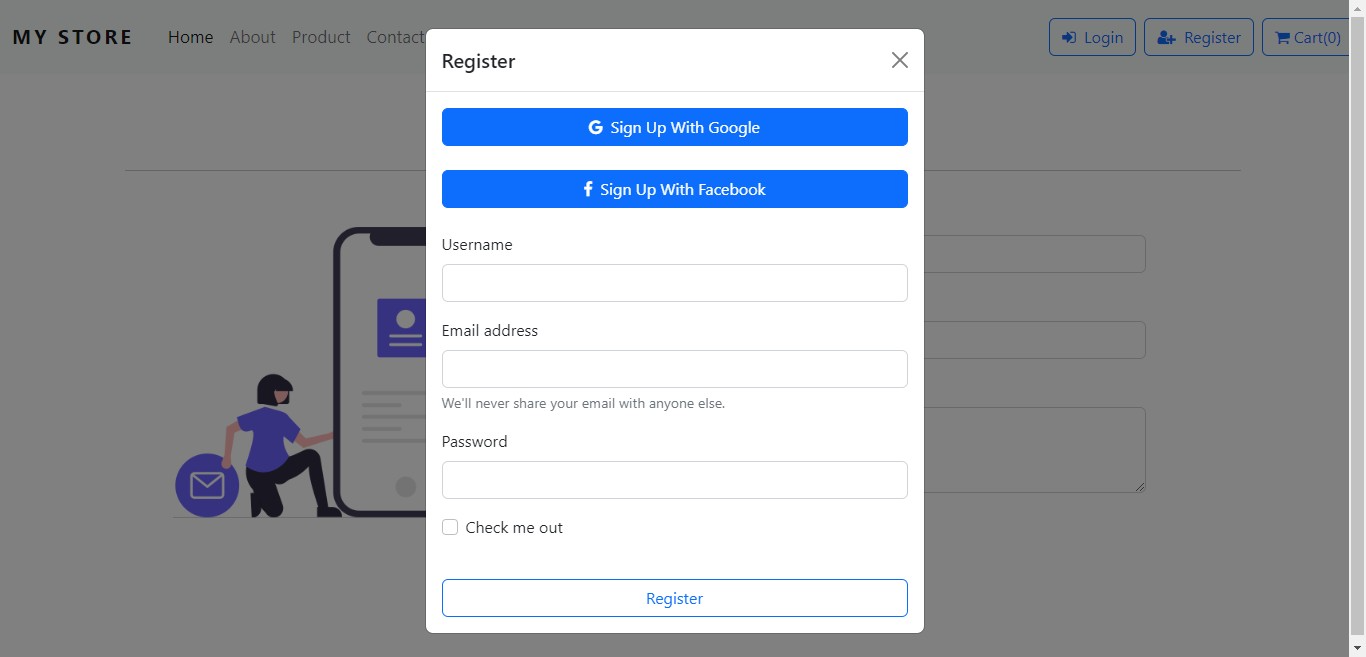 MY STORE Home About Product Contact Login Register Cart(0)
Register
Sign Up With Google
Sign Up With Facebook
Username
Email address
We'll never share your email with anyone else.
Password
Check me out
Register